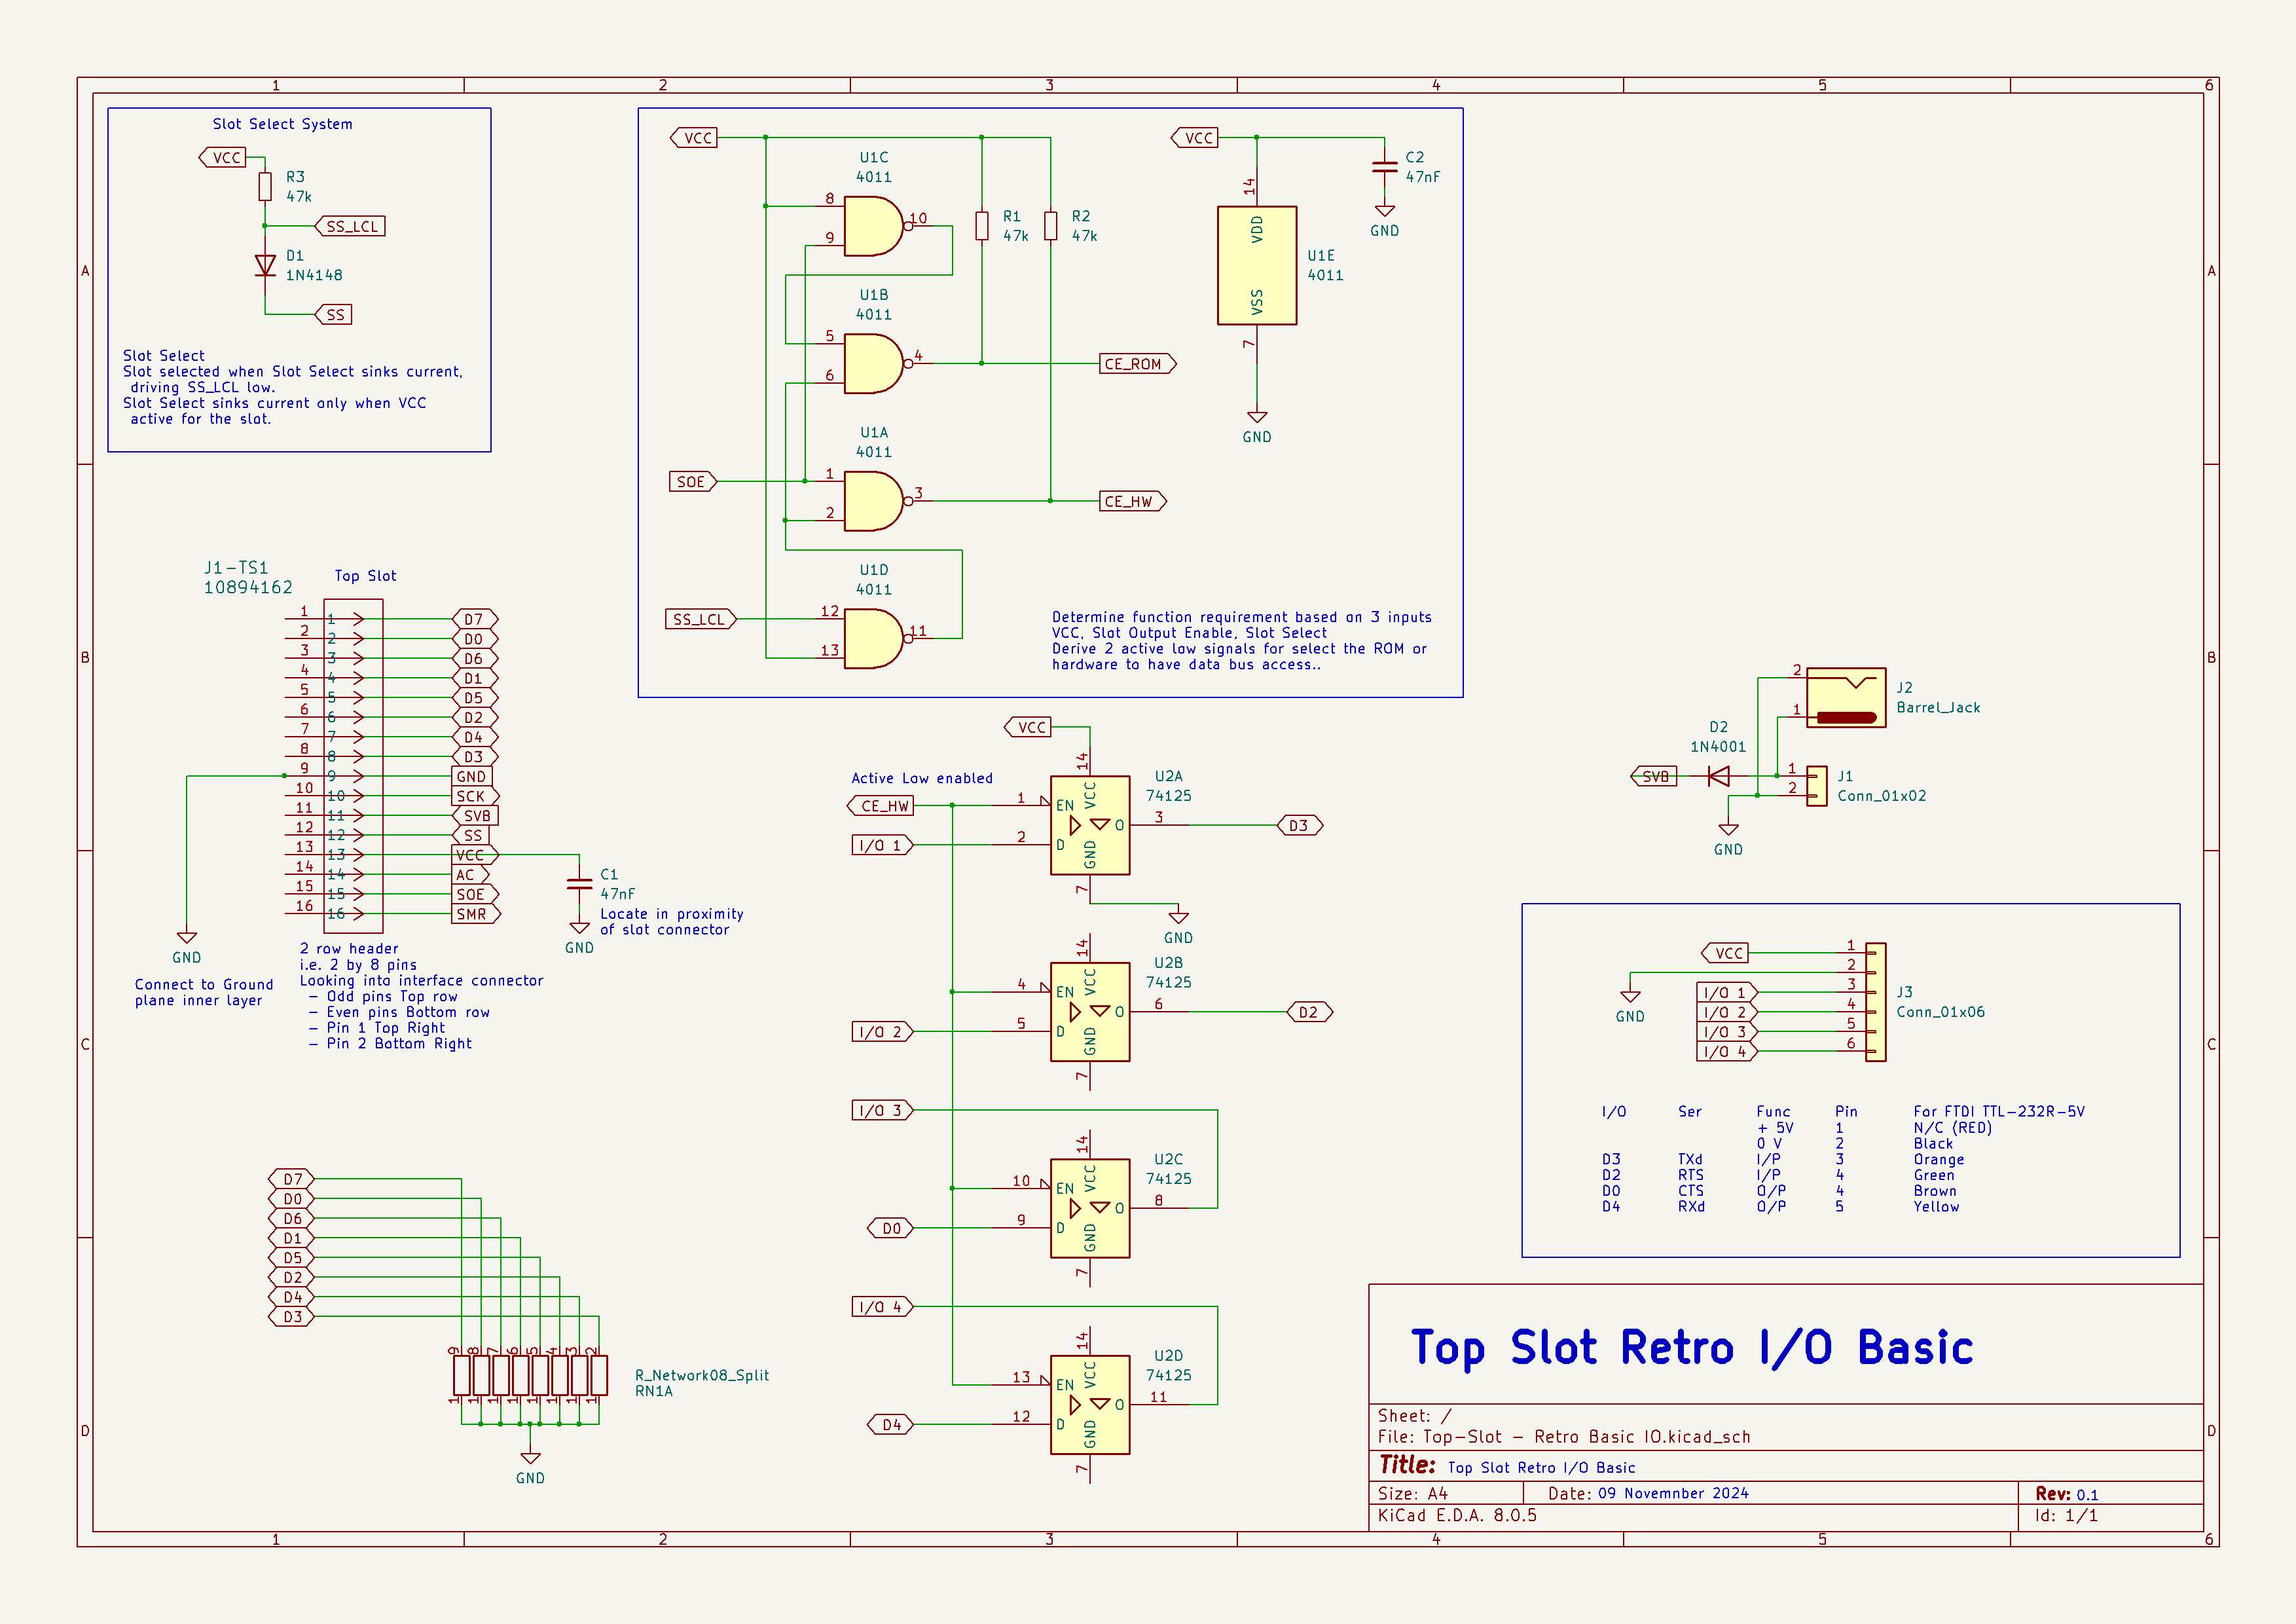 1 2 3 4 5 6
A A
B B
C C
D D
1 2 3 4 5 6
Slot Select System
VCC
R3
47k
SS_LCL
D1
1N4148
SS
Slot Select
Slot selected when Slot Select sinks current,
driving SS_LCL low.
Slot Select sinks current only when VCC
active for the slot.
VCC
U1C
4011
8
9
10
R1
47k
R2
47k
U1B
4011
5
6
4
CE_ROM
U1A
4011
SOE
1
2
3
CE_HW
U1D
4011
SS_LCL
12
13
11
VCC
C2
47nF
GND
14
VDD
U1E
4011
VSS
7
GND
Determine function requirement based on 3 inputs
VCC, Slot Output Enable, Slot Select
Derive 2 active low signals for select the ROM or
hardware to have data bus access..
J1-TS1
10894162
Top Slot
1 1 D7
2 2 D0
3 3 D6
4 4 D1
5 5 D5
6 6 D2
7 7 D4
8 8 D3
9 9 GND
10 10 SCK
11 11 SVB
12 12 SS
13 13 VCC
14 14 AC
15 15 SOE
16 16 SMR
GND
Connect to Ground
plane inner layer
C1
47nF
Locate in proximity
of slot connector
GND
2 row header
i.e. 2 by 8 pins
Looking into interface connector
- Odd pins Top row
- Even pins Bottom row
- Pin 1 Top Right
- Pin 2 Bottom Right
D7
D0
D6
D1
D5
D2
D4
D3
9 8 7 6 5 4 3 2
1 1 1 1 1 1 1 1
R_Network08_Split
RN1A
GND
VCC
Active Low enabled
14
U2A
74125
CE_HW 1 EN VCC
I/O 1 2 D GND
O 3 D3
7
GND
14
U2B
74125
4 EN VCC
I/O 2 5 D GND
O 6 D2
7
I/O 3
14
U2C
74125
10 EN VCC
D0 9 D GND
O 8
7
I/O 4
14
U2D
74125
13 EN VCC
D4 12 D GND
O 11
7
2
1
J2
Barrel_Jack
D2
1N4001
SVB
1
2
J1
Conn_01x02
GND
VCC 1
2
I/O 1 3
I/O 2 4
I/O 3 5
I/O 4 6
GND
J3
Conn_01x06
I/O Ser Func Pin For FTDI TTL-232R-5V
+ 5V 1 N/C (RED)
0 V 2 Black
D3 TXd I/P 3 Orange
D2 RTS I/P 4 Green
D0 CTS O/P 4 Brown
D4 RXd O/P 5 Yellow
Top Slot Retro I/O Basic
Sheet: /
File: Top-Slot - Retro Basic IO.kicad_sch
Title: Top Slot Retro I/O Basic
Size: A4 Date: 09 Novemnber 2024 Rev: 0.1
KiCad E.D.A. 8.0.5 Id: 1/1